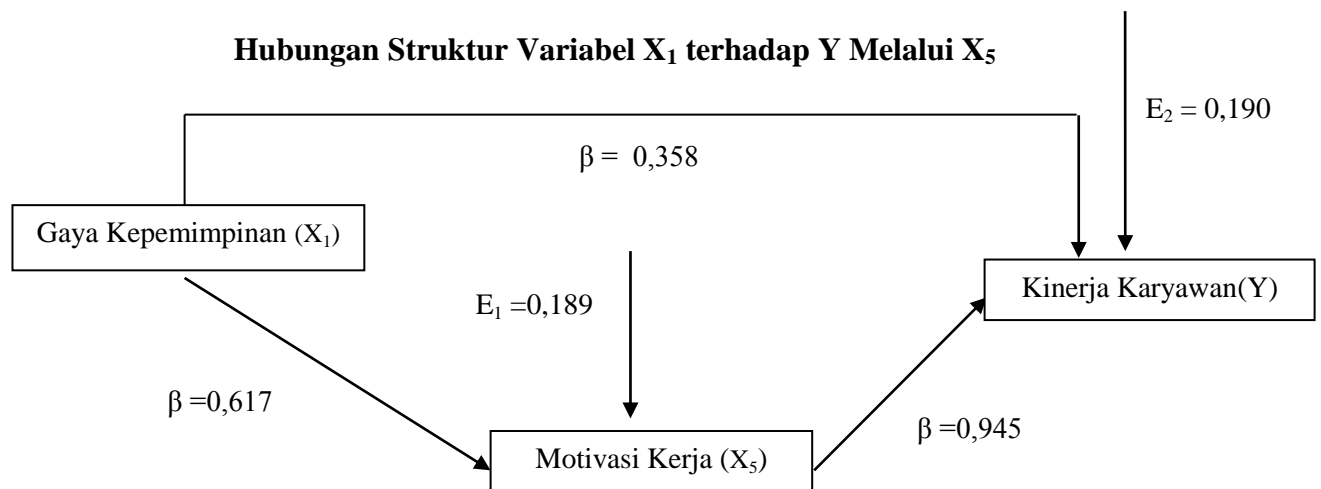 Hubungan Struktur Variabel X₁ terhadap Y Melalui X₅
E₂ = 0,190
β = 0,358
Gaya Kepemimpinan (X₁)
Kinerja Karyawan(Y)
E₁ =0,189
β =0,617
β =0,945
Motivasi Kerja (X₅)